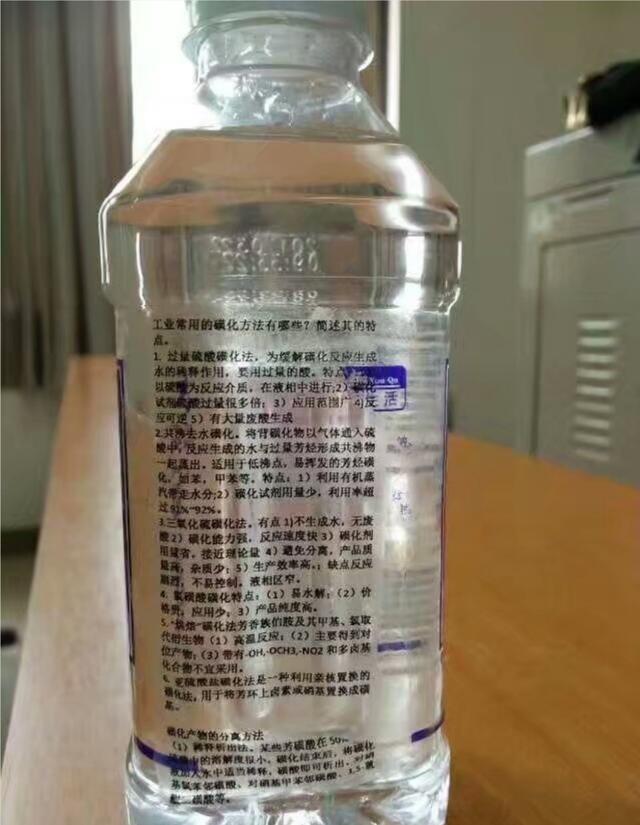 工业常用的磺化方法有哪些？简述其的特
点。
1. 过量硫酸磺化法，为缓解磺化反应生成
水的稀释作用，要用过量的酸。特点
以硫酸为反应介质，在液相中进行;2）磺化
试剂硫酸过量很多倍；3）应用范围广 4)反
应可逆 5）有大量废酸生成
You Qu
活
2.共沸去水磺化。将背磺化物以气体通入硫
酸中,反应生成的水与过量芳烃形成共沸物
一起蒸出。适用于低沸点，易挥发的芳烃磺
化，如苯，甲苯等。特点：1）利用有机蒸
汽带走水分;2）磺化试剂用量少，利用率超
过91%~92%。
3.三氧化硫磺化法。有点 1)不生成水，无废
酸 2）磺化能力强，反应速度快 3）磺化剂
用量省，接近理论量 4）避免分离，产品质
量高，杂质少；5）生产效率高。；缺点反应
剧烈，不易控制。液相区窄。
4. 氯磺酸磺化特点：（1）易水解；（2）价
格贵，应用少；3）产品纯度高。
5."烘焙"磺化法芳香族伯胺及其甲基、氯取
代衍生物（1）高温反应；（2）主要得到对
位产物；（3）带有-OH,-OCH3,-NO2 和多卤基
化合物不宜采用。
6. 亚硫酸盐磺化法是一种利用亲核置换的
磺化法，用于将芳环上卤素或硝基置换成磺
基。
磺化产物的分离方法
（1）稀释析出法。某些芳磺酸在 50%
中的溶解度很小，磺化结束后，将磺化
液加入水中适当稀释，磺酸即可析出。对硝
基氯苯邻磺酸、对硝基甲苯邻磺酸、1,5-蒽
醌二磺酸等。